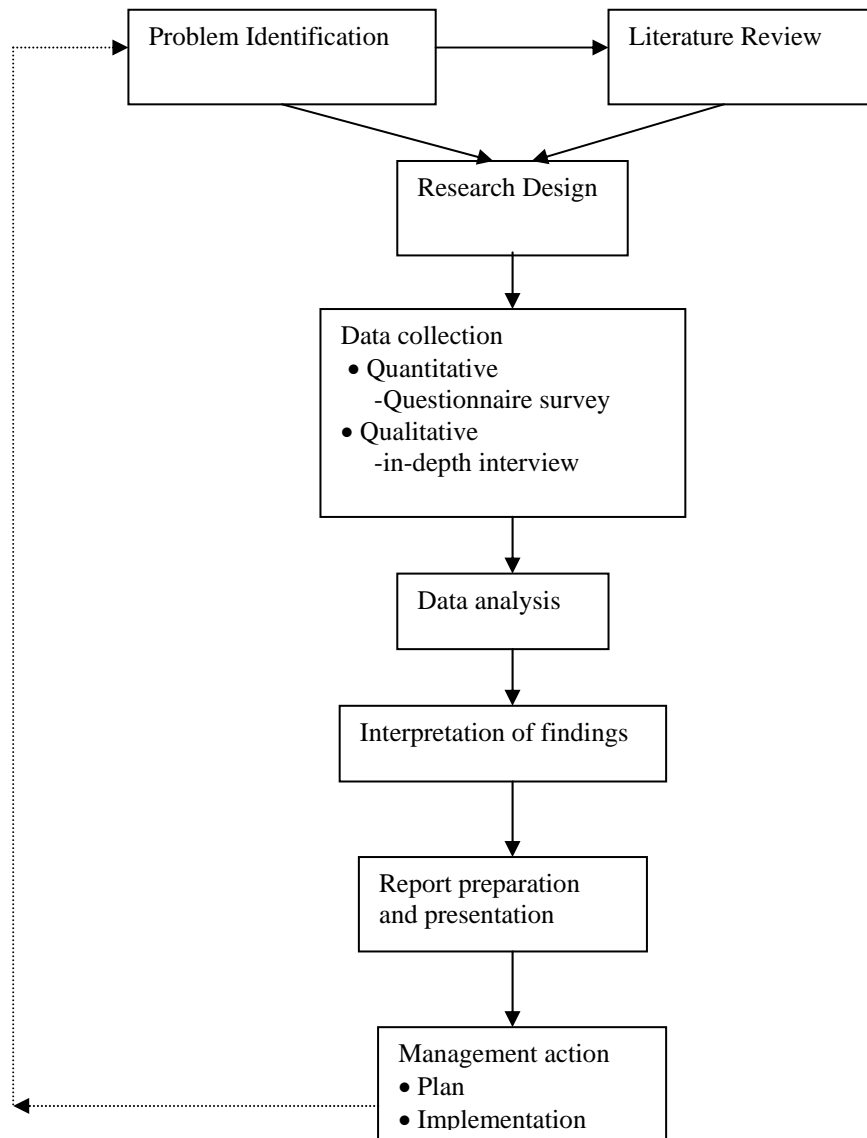 Problem Identification
Literature Review
Research Design
Data collection
• Quantitative
-Questionnaire survey
• Qualitative
-in-depth interview
Data analysis
Interpretation of findings
Report preparation
and presentation
Management action
• Plan
• Implementation